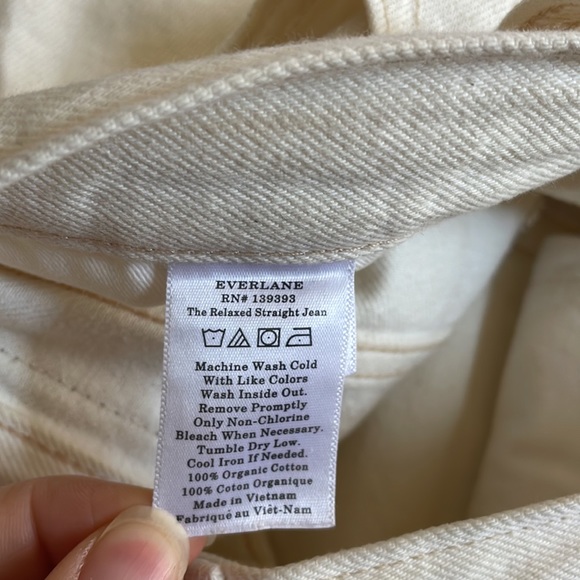 EVERLANE
RN# 139393
The Relaxed Straight Jean
Machine Wash Cold
With Like Colors
Wash Inside Out.
Remove Promptly
Only Non-Chlorine
Bleach When Necessary.
Tumble Dry Low.
Cool Iron If Needed.
100% Organic Cotton
100% Coton Organique
Made in Vietnam
Fabriqué au Viêt-Nam